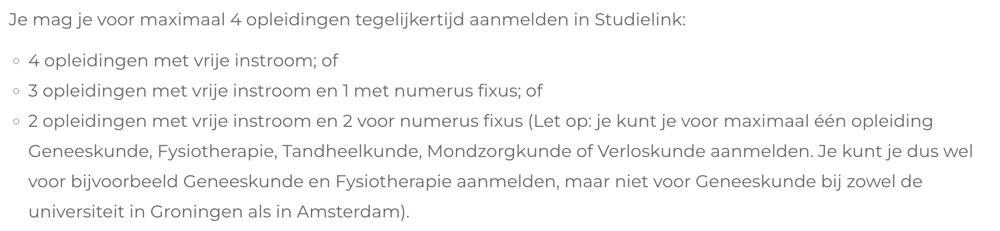 Je mag je voor maximaal 4 opleidingen tegelijkertijd aanmelden in Studielink:
4 opleidingen met vrije instroom; of
3 opleidingen met vrije instroom en 1 met numerus fixus; of
2 opleidingen met vrije instroom en 2 voor numerus fixus (Let op: je kunt je voor maximaal één opleiding
Geneeskunde, Fysiotherapie, Tandheelkunde, Mondzorgkunde of Verloskunde aanmelden. Je kunt je dus wel
voor bijvoorbeeld Geneeskunde en Fysiotherapie aanmelden, maar niet voor Geneeskunde bij zowel de
universiteit in Groningen als in Amsterdam).